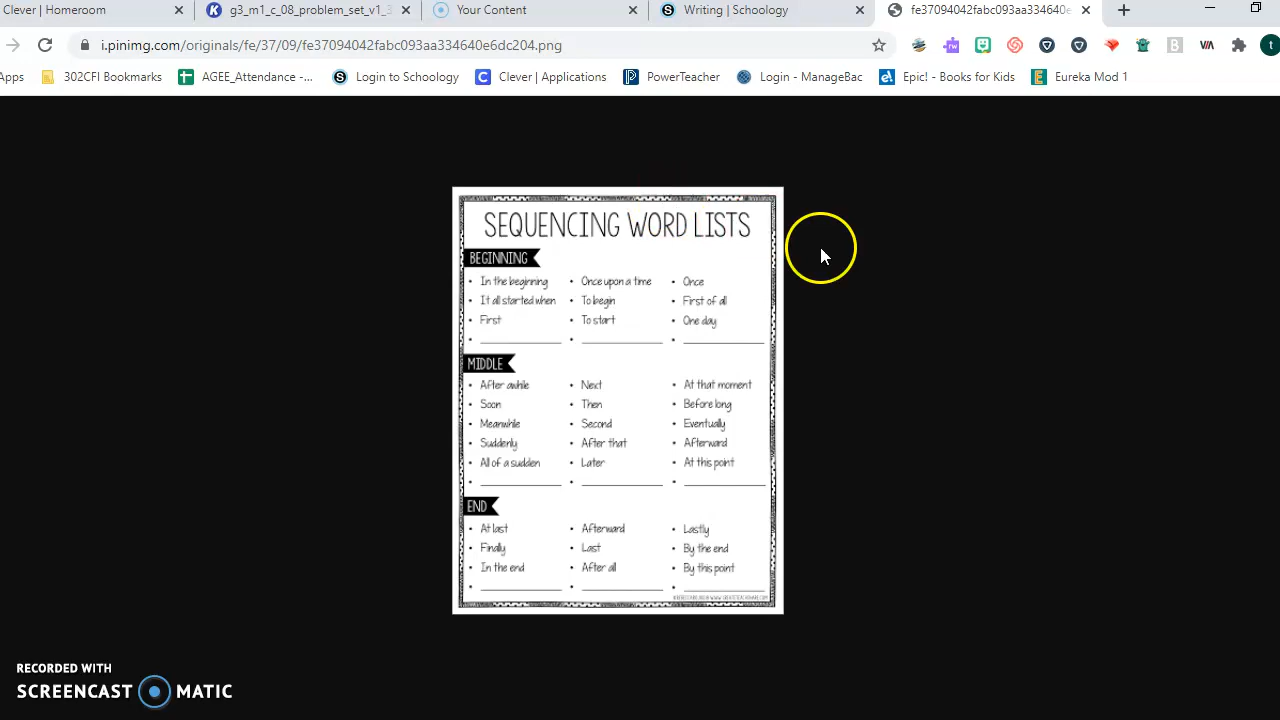 Clever | Homeroom
g3_m1_c_08_problem_set_v1_3
Your Content
Writing | Schoology
fe37094042fabc093aa334640e
i.pinimg.com/originals/fe/37/09/fe37094042fabc093aa334640e6dc204.png
Apps
302CFI Bookmarks
AGEE_Attendance -...
Login to Schoology
Clever | Applications
PowerTeacher
Login - ManageBac
Epic! - Books for Kids
Eureka Mod 1
SEQUENCING WORD LISTS
BEGINNING
• In the beginning • Once upon a time • Once
• It all started when • To begin • First of all
• First • To start • One day
MIDDLE
• After awhile • Next • At that moment
• Soon • Then • Before long
• Meanwhile • Second • Eventually
• Suddenly • After that • Afterward
• All of a sudden • Later • At this point
END
• At last • Afterward • Lastly
• Finally • Last • By the end
• In the end • After all • By this point
RECORDED WITH
SCREENCAST MATIC